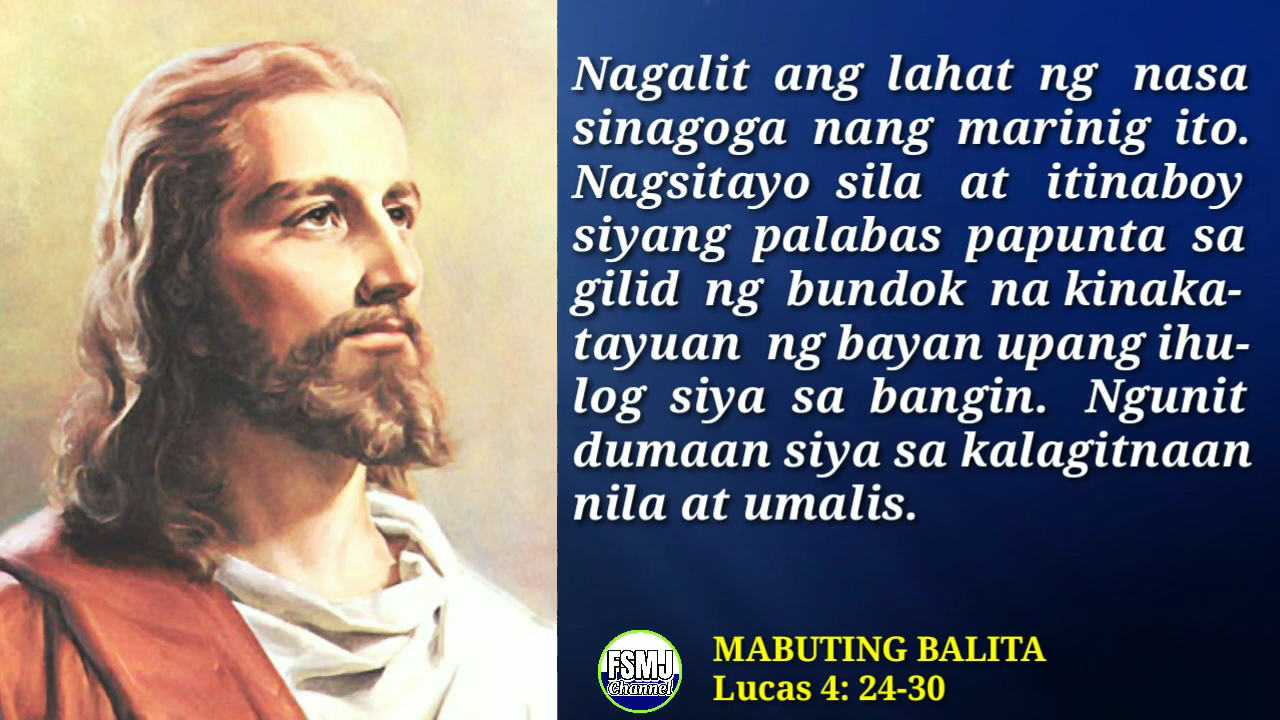 Nagalit ang lahat ng nasa
sinagoga nang marinig ito.
Nagsitayo sila at itinaboy
siyang palabas papunta sa
gilid ng bundok na kinaka-
tayuan ng bayan upang ihu-
log siya sa bangin. Ngunit
dumaan siya sa kalagitnaan
nila at umalis.
FSMJ
Channel
MABUTING BALITA
Lucas 4: 24-30